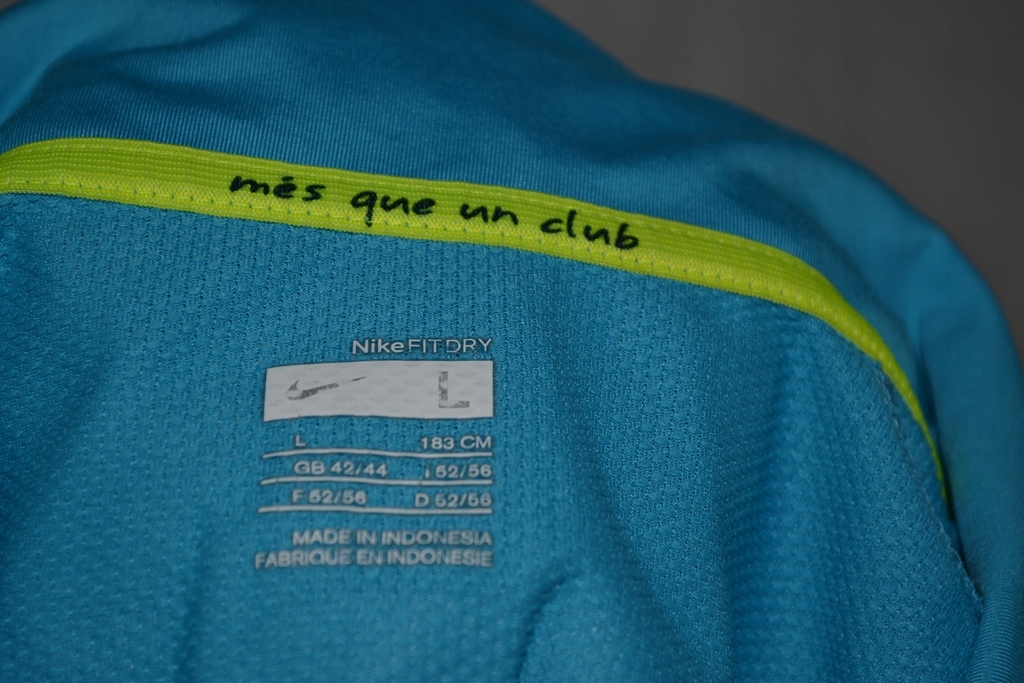 més que un club
NikeFITDRY
L
L 183 CM
GB 42/44 I 52/56
F 52/56 D 52/56
MADE IN INDONESIA
FABRIQUE EN INDONESIE